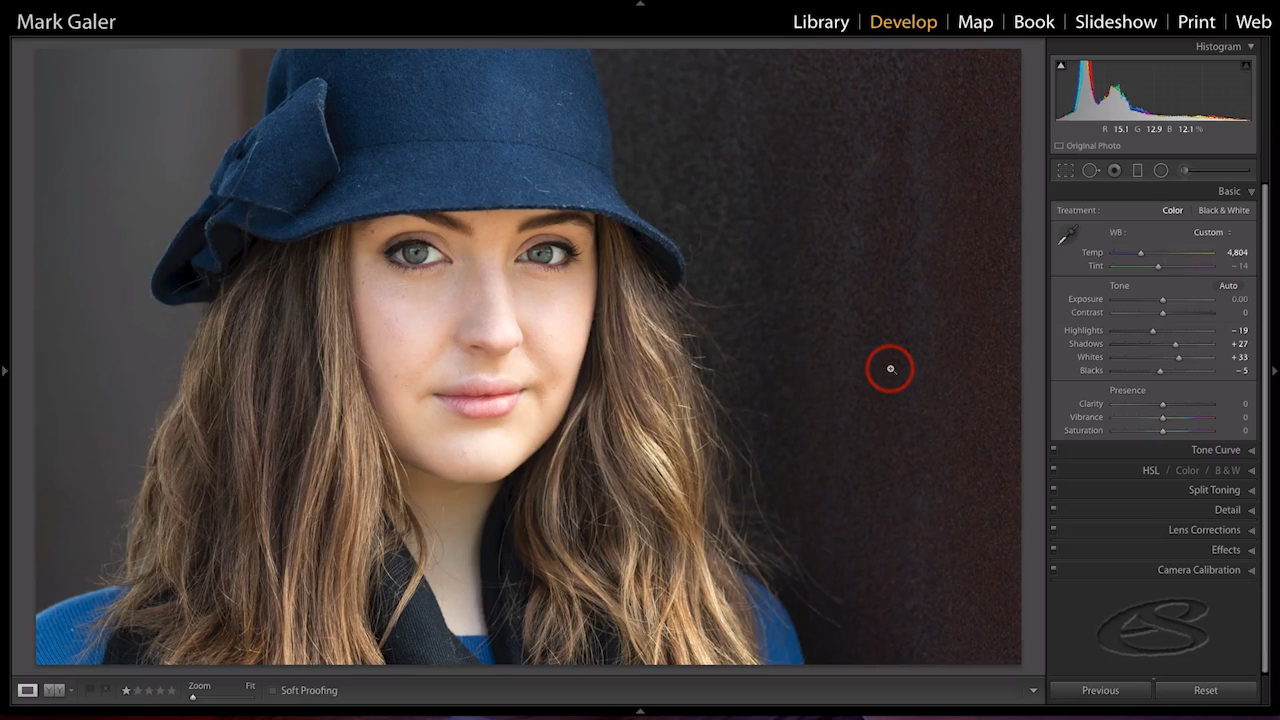 Mark Galer
Library | Develop | Map | Book | Slideshow | Print | Web
Histogram
R 15.1 G 12.9 B 12.1 %
Original Photo
Basic
Treatment : Color Black & White
WB : Custom
Temp 4,804
Tint − 14
Tone Auto
Exposure 0.00
Contrast 0
Highlights − 19
Shadows + 27
Whites + 33
Blacks − 5
Presence
Clarity 0
Vibrance 0
Saturation 0
Tone Curve
HSL / Color / B & W
Split Toning
Detail
Lens Corrections
Effects
Camera Calibration
Zoom Fit
Soft Proofing
Previous Reset